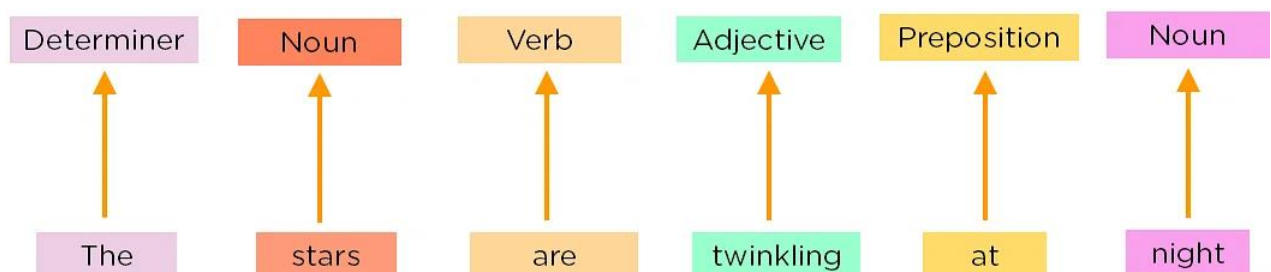 Determiner Noun Verb Adjective Preposition Noun
The stars are twinkling at night